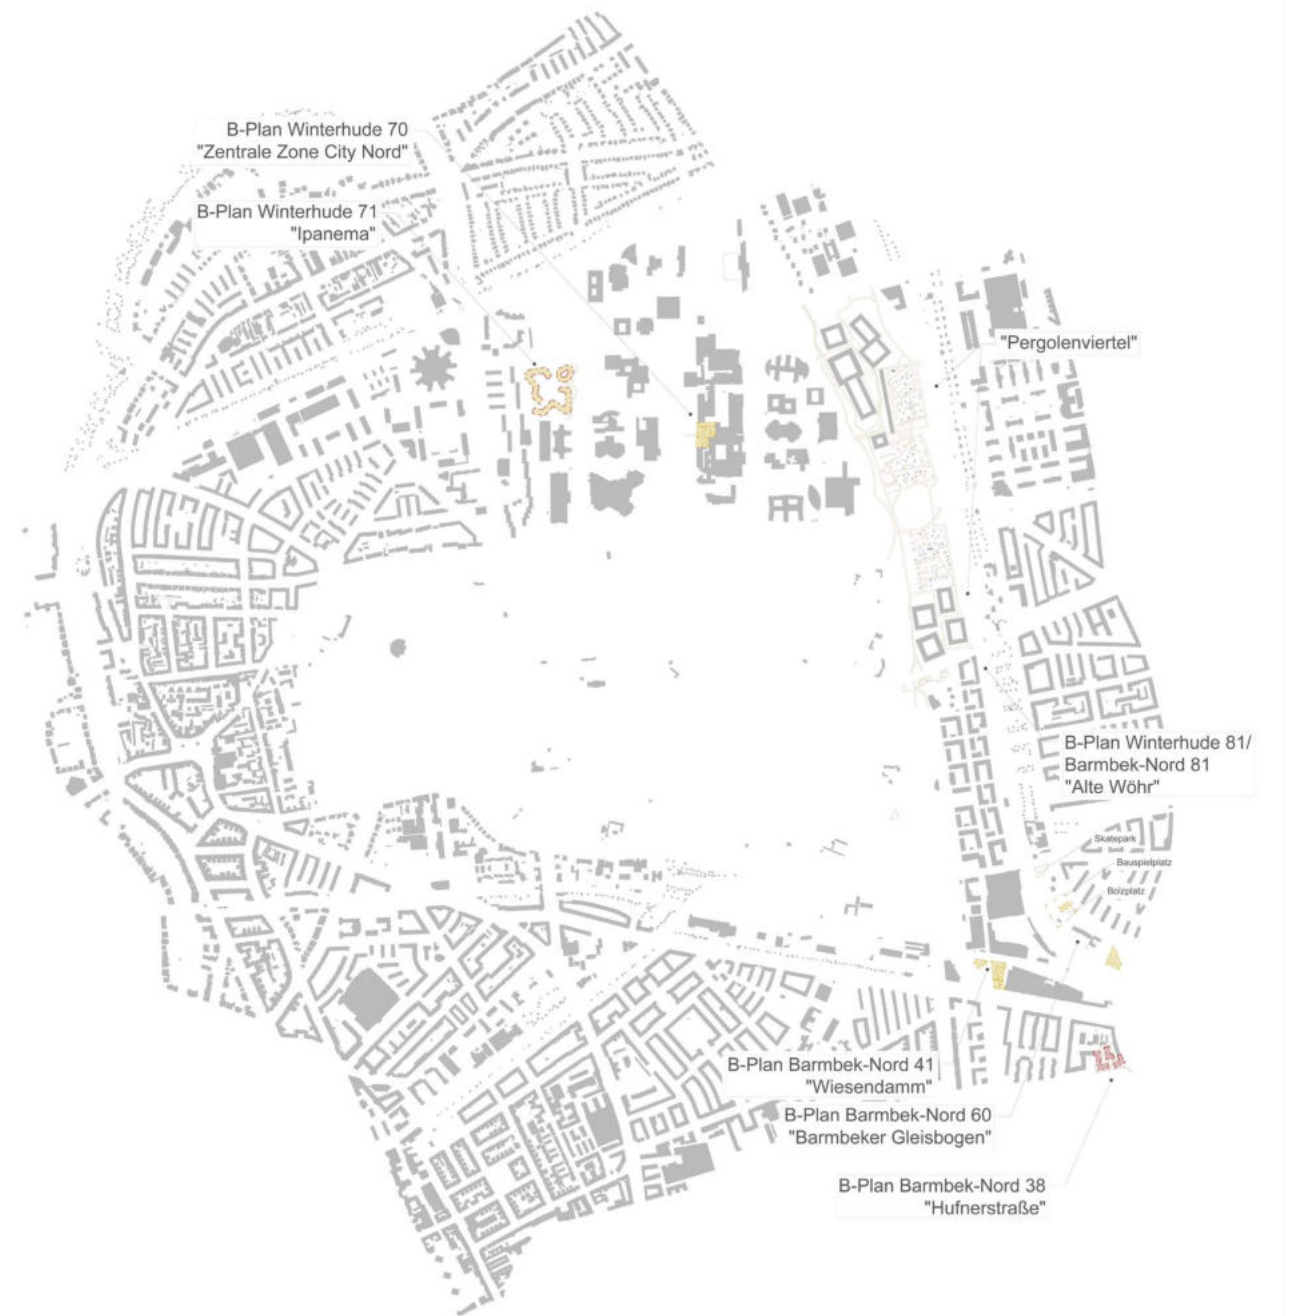 B-Plan Winterhude 70
"Zentrale Zone City Nord"
B-Plan Winterhude 71
"Ipanema"
"Pergolenviertel"
B-Plan Winterhude 81/
Barmbek-Nord 81
"Alte Wöhr"
Skatepark
Bauspielplatz
Bolzplatz
B-Plan Barmbek-Nord 41
"Wiesendamm"
B-Plan Barmbek-Nord 60
"Barmbeker Gleisbogen"
B-Plan Barmbek-Nord 38
"Hufnerstraße"